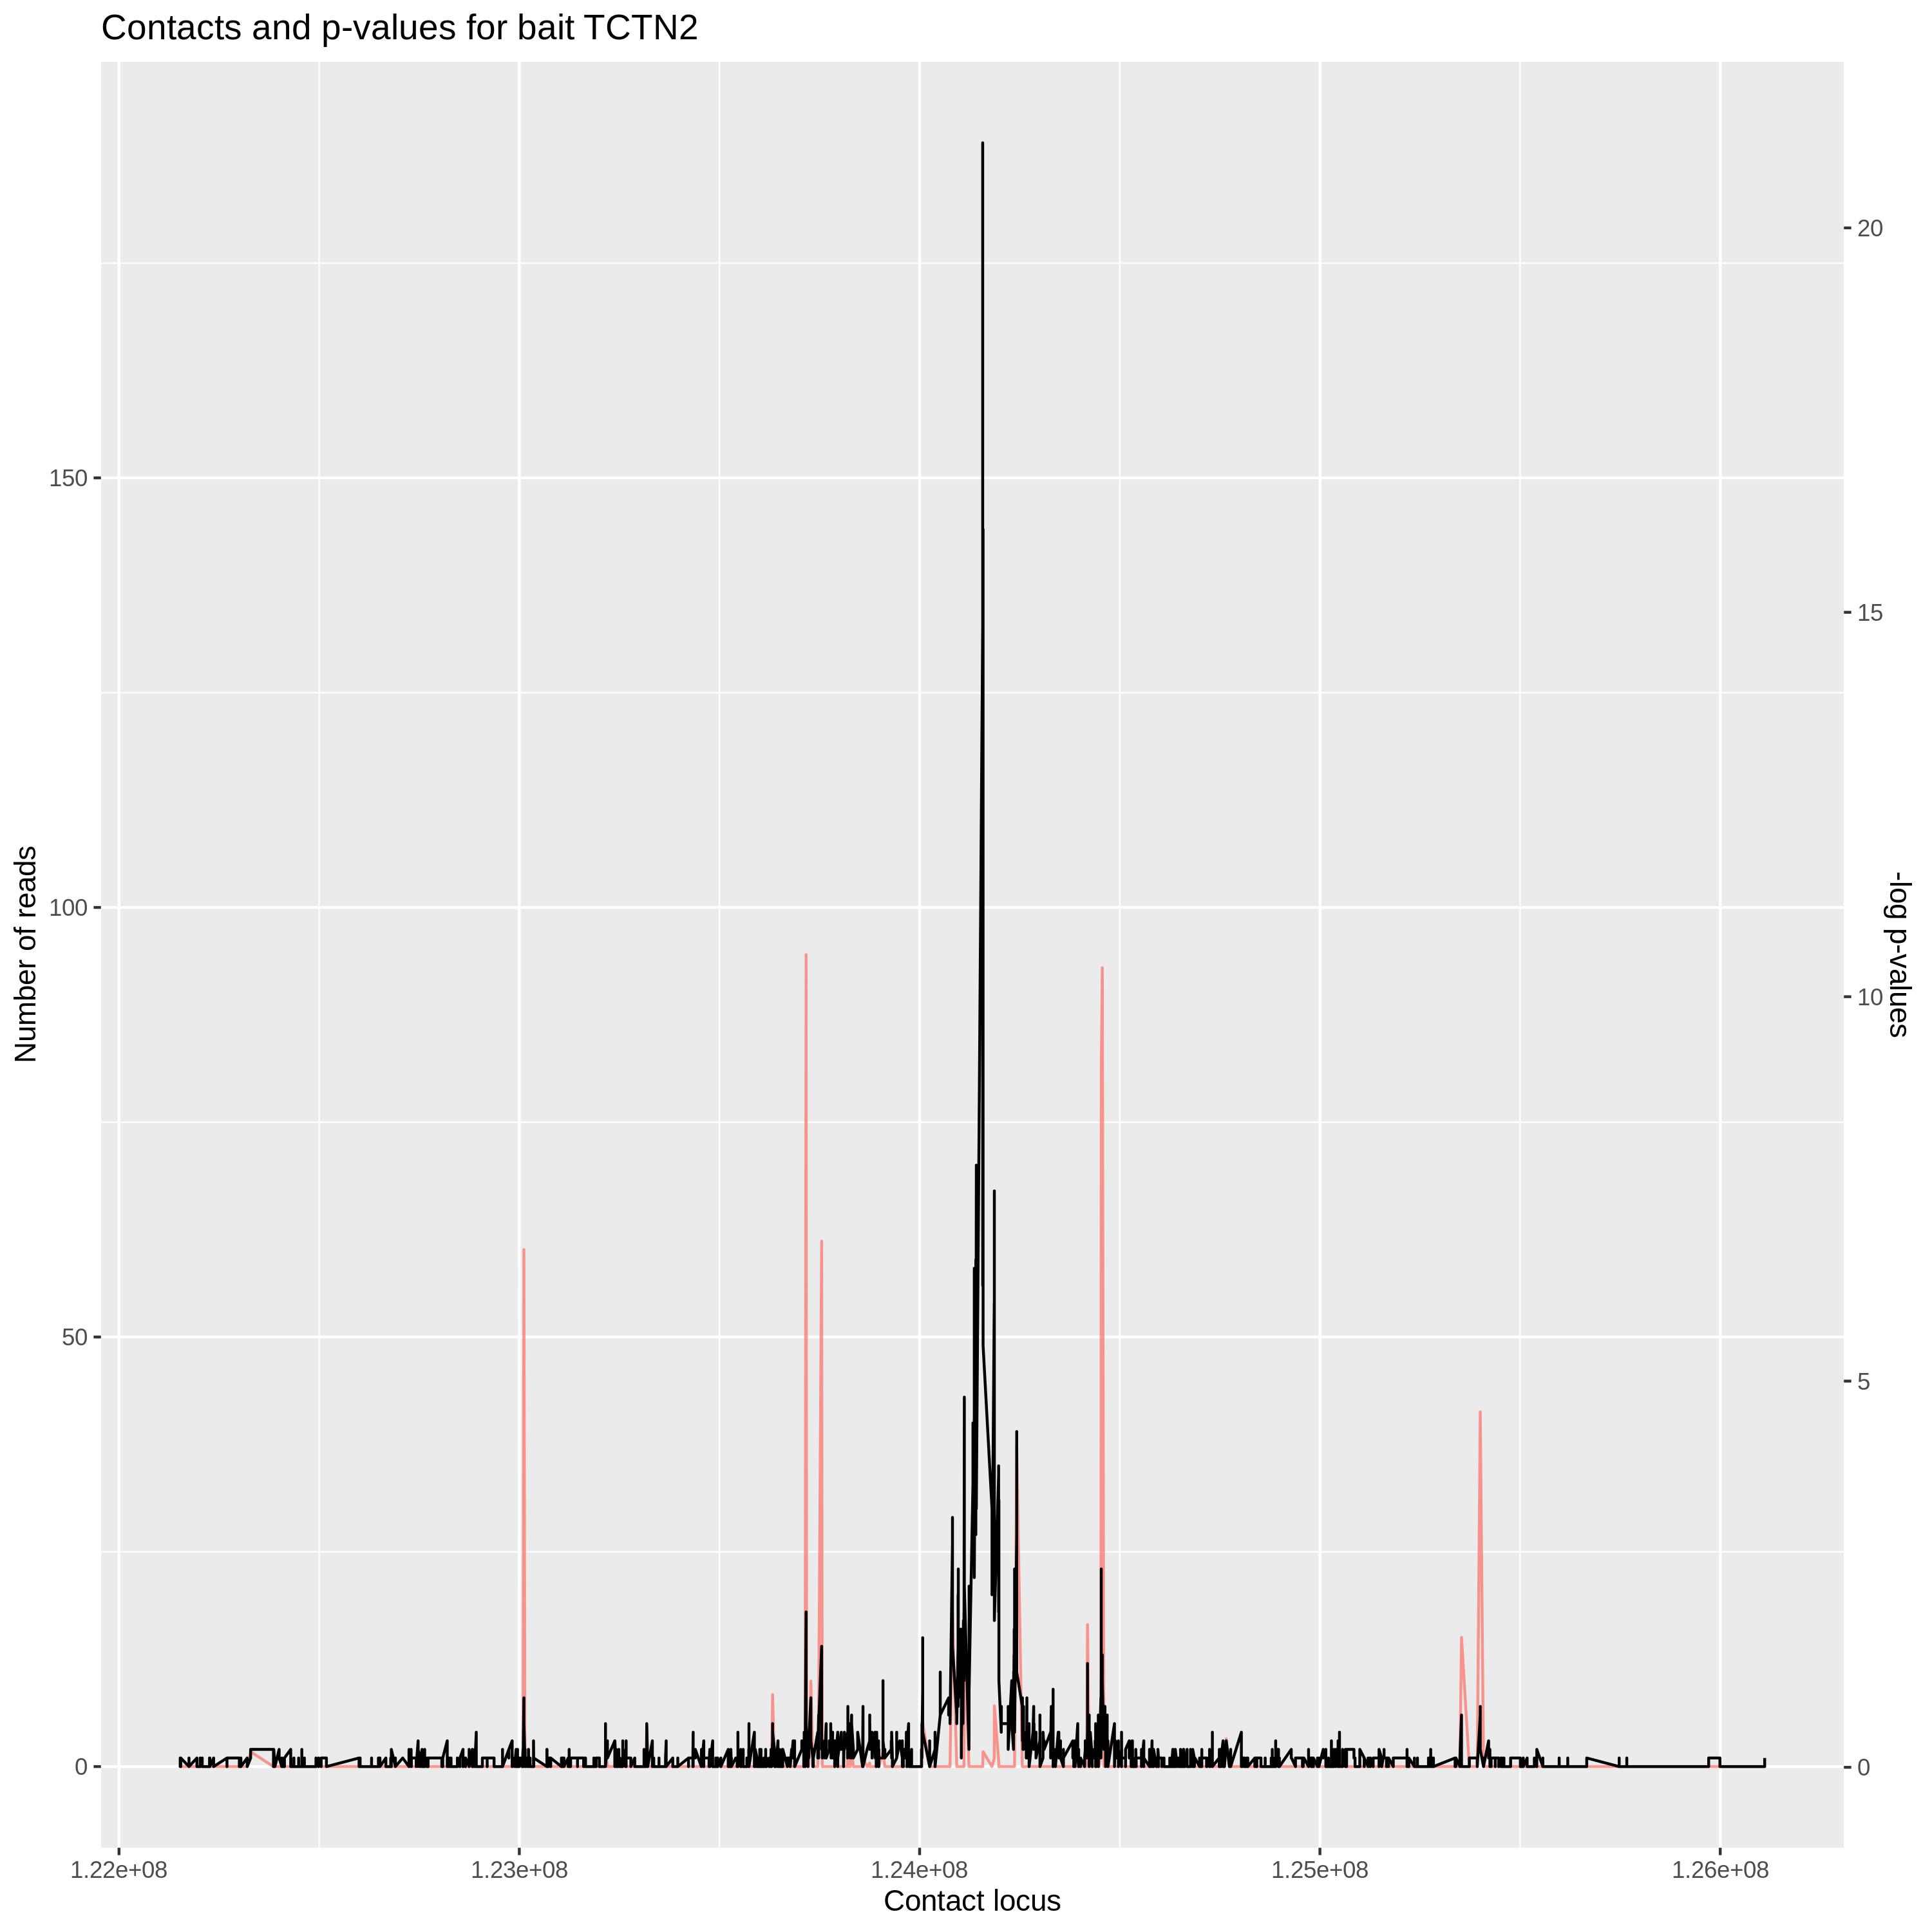 Contacts and p-values for bait TCTN2
Number of reads
150
100
50
0
20
15
10
5
0
-log p-values
1.22e+08
1.23e+08
1.24e+08
1.25e+08
1.26e+08
Contact locus